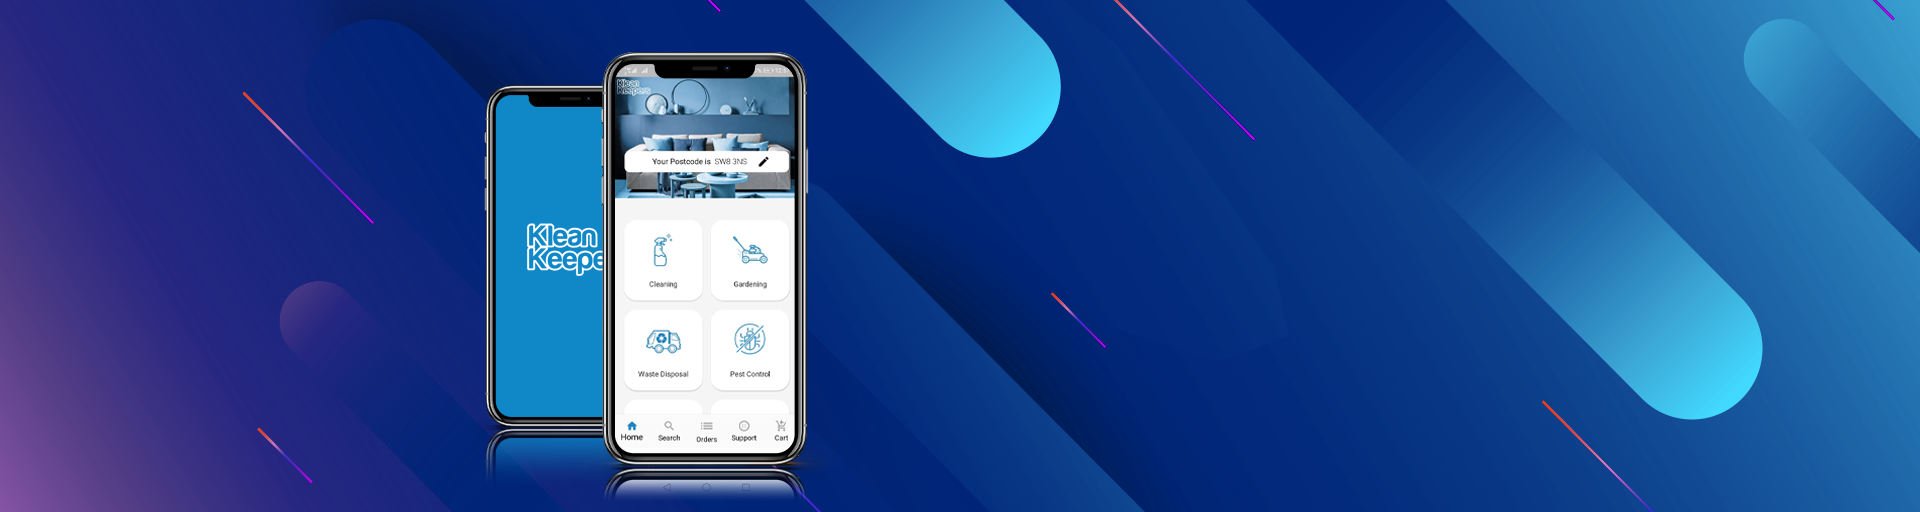 Klean
Keepe
Klean
Keepers
Your Postcode is SW8 3NS
Cleaning
Gardening
Waste Disposal
Pest Control
Home
Search
Orders
Support
Cart